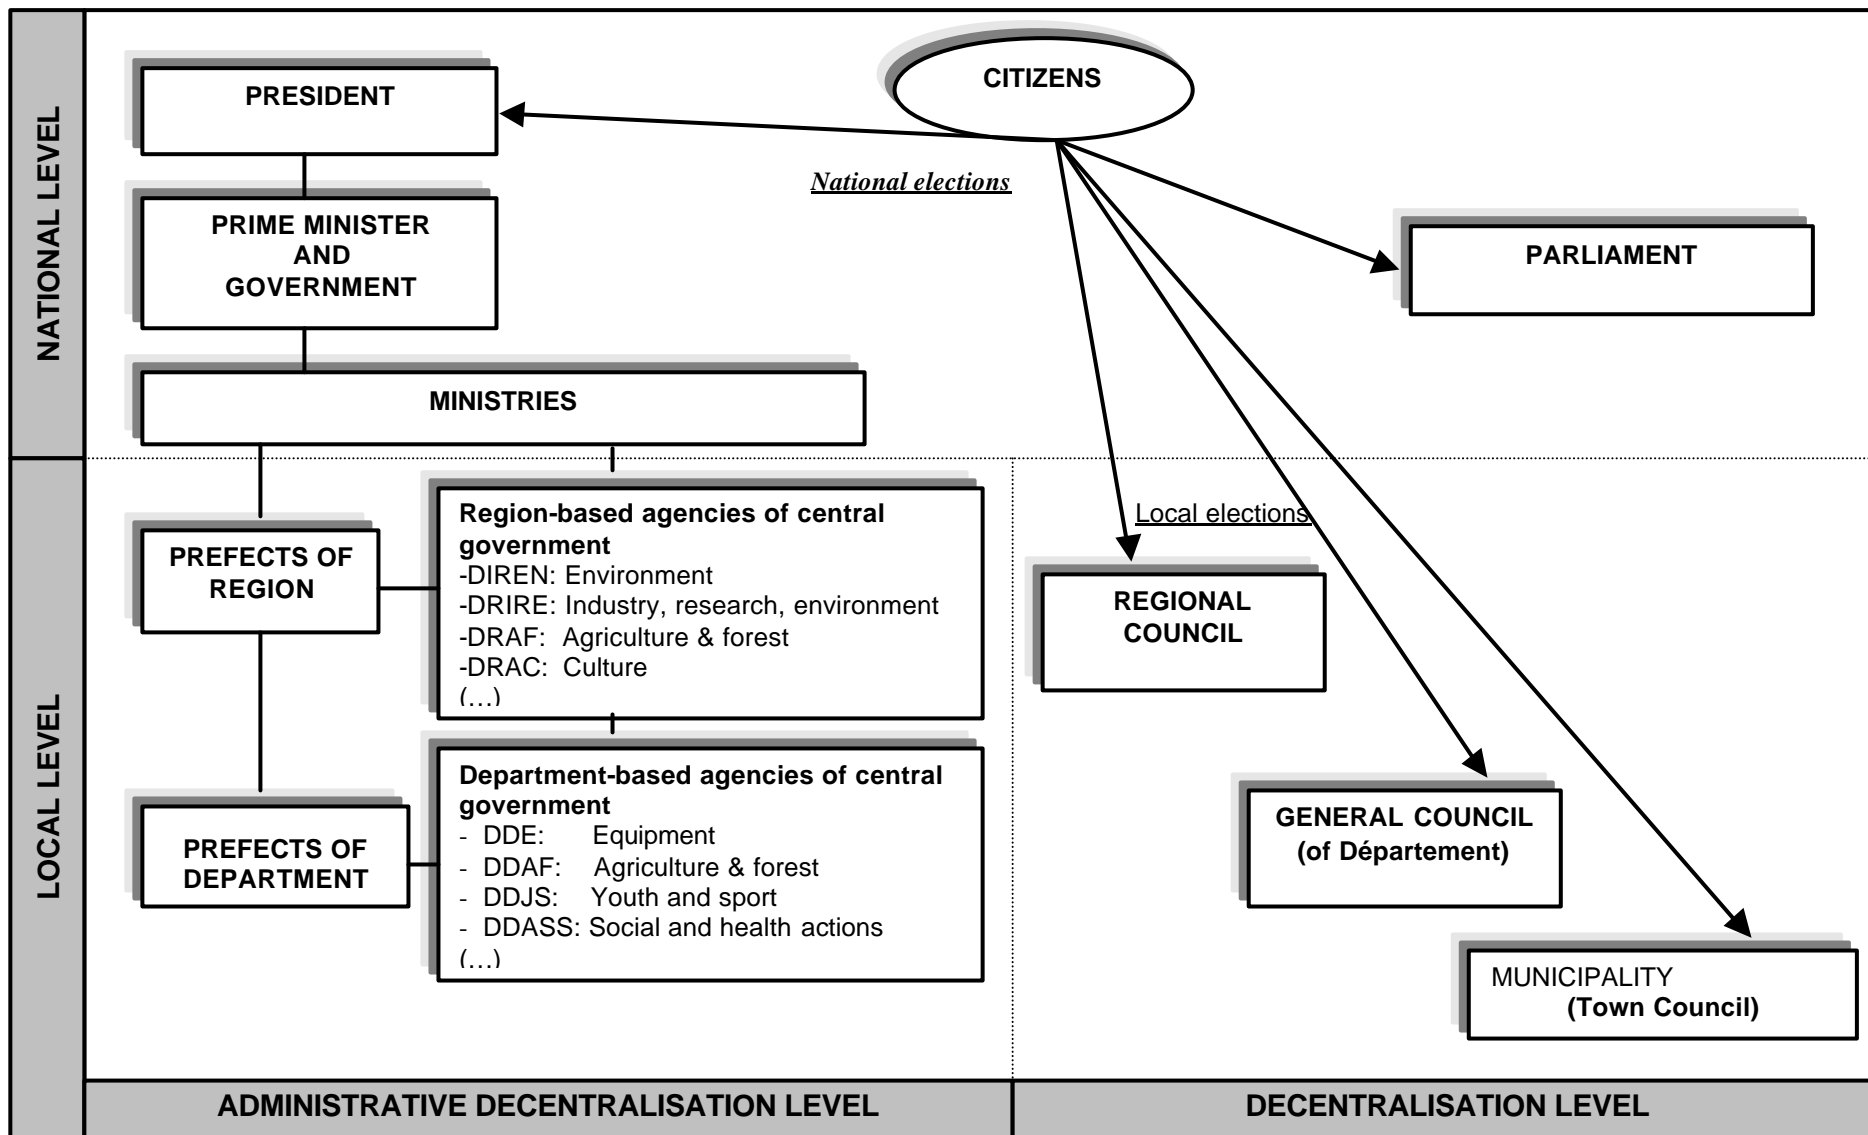 NATIONAL LEVEL
PRESIDENT
CITIZENS
National elections
PRIME MINISTER
AND
GOVERNMENT
PARLIAMENT
MINISTRIES
LOCAL LEVEL
PREFECTS OF
REGION
Region-based agencies of central
government
-DIREN: Environment
-DRIRE: Industry, research, environment
-DRAF: Agriculture & forest
-DRAC: Culture
(…)
Local elections
REGIONAL
COUNCIL
PREFECTS OF
DEPARTMENT
Department-based agencies of central
government
- DDE: Equipment
- DDAF: Agriculture & forest
- DDJS: Youth and sport
- DDASS: Social and health actions
(…)
GENERAL COUNCIL
(of Département)
MUNICIPALITY
(Town Council)
ADMINISTRATIVE DECENTRALISATION LEVEL
DECENTRALISATION LEVEL